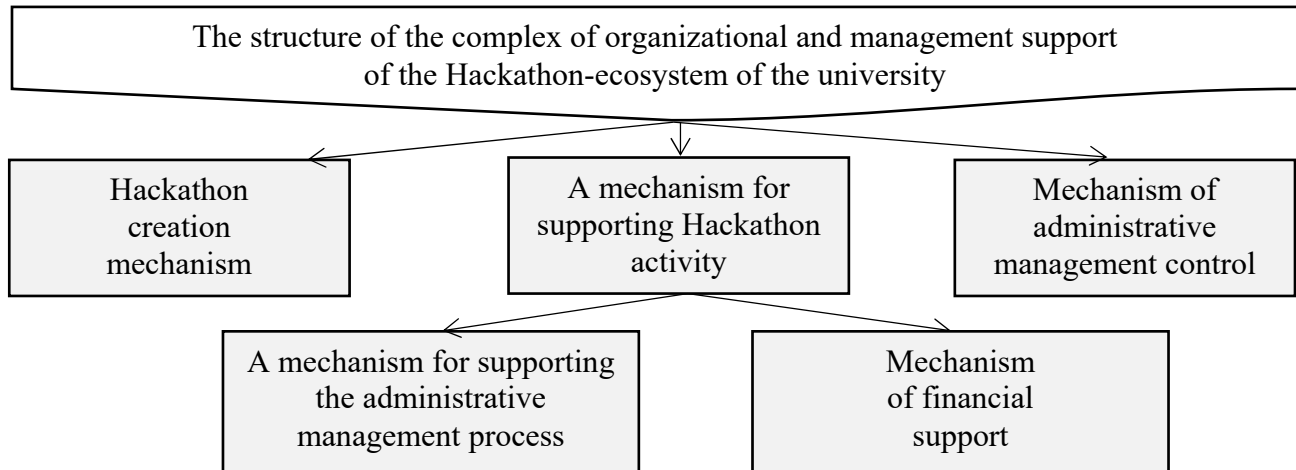 The structure of the complex of organizational and management support
of the Hackathon-ecosystem of the university
Hackathon
creation
mechanism
A mechanism for
supporting Hackathon
activity
Mechanism of
administrative
management control
A mechanism for supporting
the administrative
management process
Mechanism
of financial
support